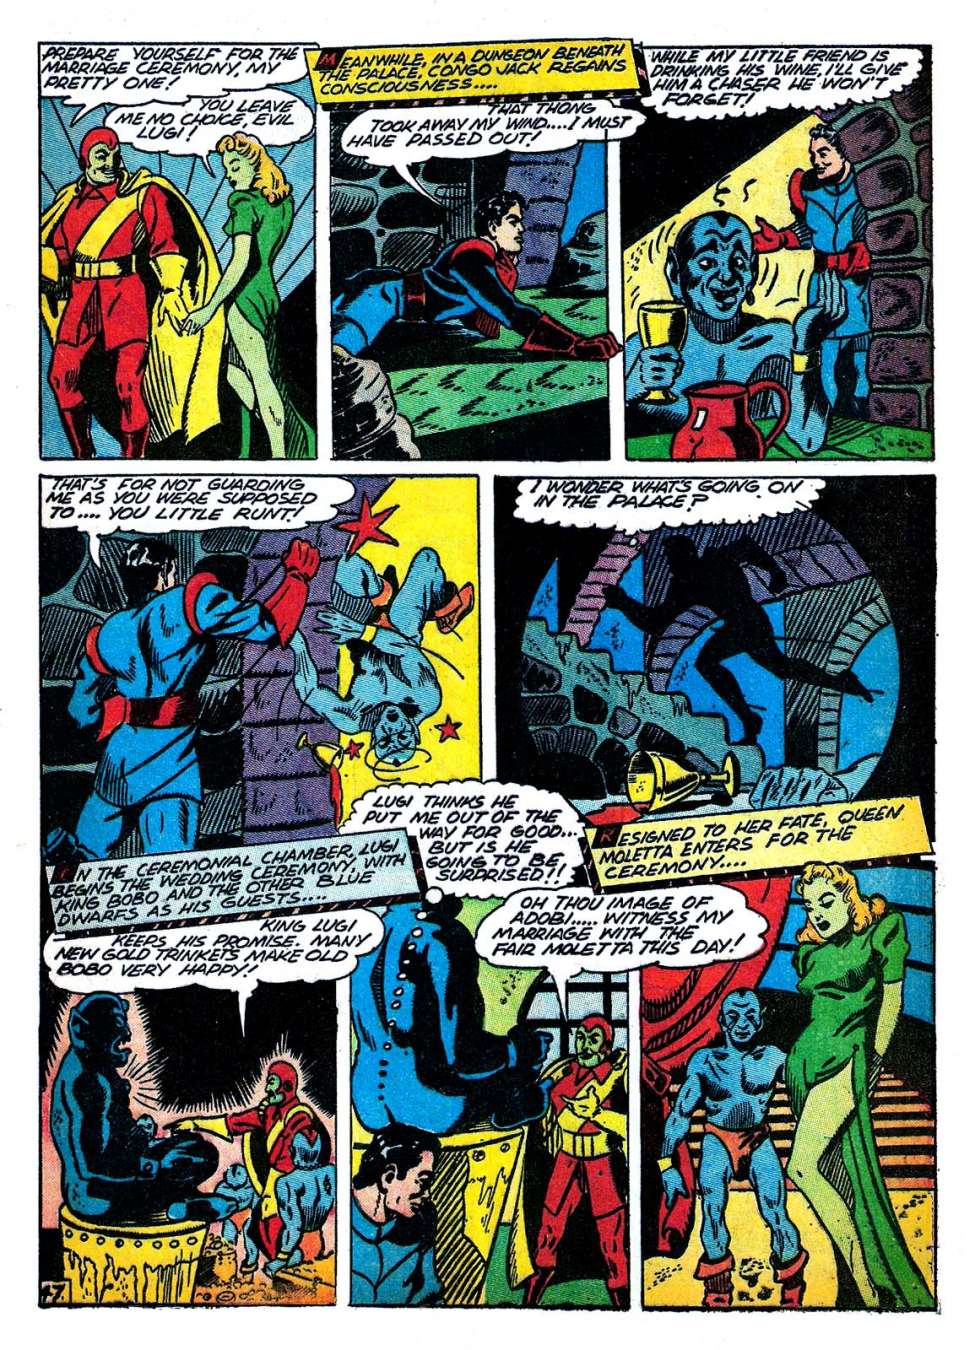 PREPARE YOURSELF FOR THE
MARRIAGE CEREMONY, MY
PRETTY ONE!
YOU LEAVE
ME NO CHOICE, EVIL
LUGI!
MEANWHILE, IN A DUNGEON BENEATH
THE PALACE, CONGO JACK REGAINS
CONSCIOUSNESS....
THAT THONG
TOOK AWAY MY WIND....I MUST
HAVE PASSED OUT!
WHILE MY LITTLE FRIEND IS
DRINKING HIS WINE, I'LL GIVE
HIM A CHASER HE WON'T
FORGET!
THAT'S FOR NOT GUARDING
ME AS YOU WERE SUPPOSED
TO.... YOU LITTLE RUNT!
I WONDER WHAT'S GOING ON
IN THE PALACE?
IN THE CEREMONIAL CHAMBER, LUGI
BEGINS THE WEDDING CEREMONY, WITH
KING BOBO AND THE OTHER BLUE
DWARFS AS HIS GUESTS....
KING LUGI
KEEPS HIS PROMISE. MANY
NEW GOLD TRINKETS MAKE OLD
BOBO VERY HAPPY!
LUGI THINKS HE
PUT ME OUT OF THE
WAY FOR GOOD...
BUT IS HE
GOING TO BE
SURPRISED!!
OH THOU IMAGE OF
ADOBI..... WITNESS MY
MARRIAGE WITH THE
FAIR MOLETTA THIS DAY!
RESIGNED TO HER FATE, QUEEN
MOLETTA ENTERS FOR THE
CEREMONY....